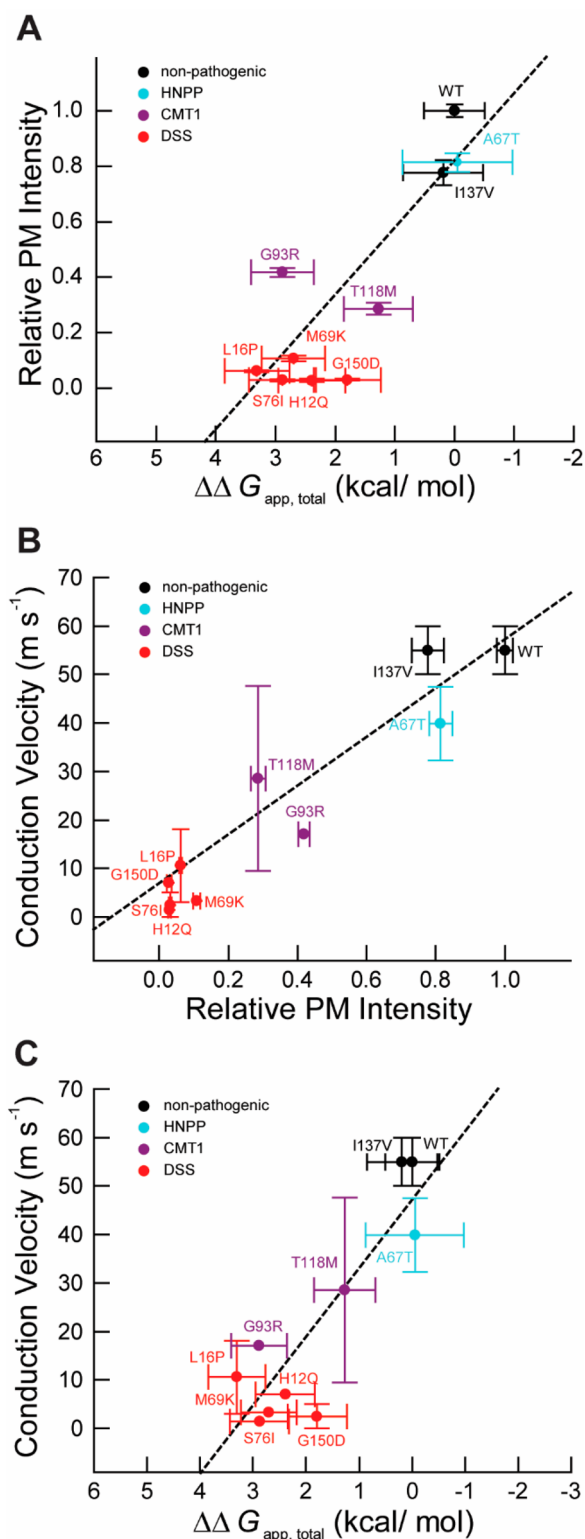 A
non-pathogenic
HNPP
CMT1
DSS
WT
A67T
I137V
G93R
T118M
M69K
L16P
G150D
S76I
H12Q
Relative PM Intensity
1.0
0.8
0.6
0.4
0.2
0.0
6 5 4 3 2 1 0 -1 -2
ΔΔ G app, total (kcal/ mol)
B
non-pathogenic
HNPP
CMT1
DSS
I137V
WT
A67T
T118M
G93R
L16P
G150D
S76I
M69K
H12Q
Conduction Velocity (m s-1)
70
60
50
40
30
20
10
0
0.0 0.2 0.4 0.6 0.8 1.0
Relative PM Intensity
C
non-pathogenic
HNPP
CMT1
DSS
I137V WT
A67T
T118M
G93R
L16P
H12Q
M69K
S76I
G150D
Conduction Velocity (m s-1)
70
60
50
40
30
20
10
0
6 5 4 3 2 1 0 -1 -2 -3
ΔΔ G app, total (kcal/ mol)